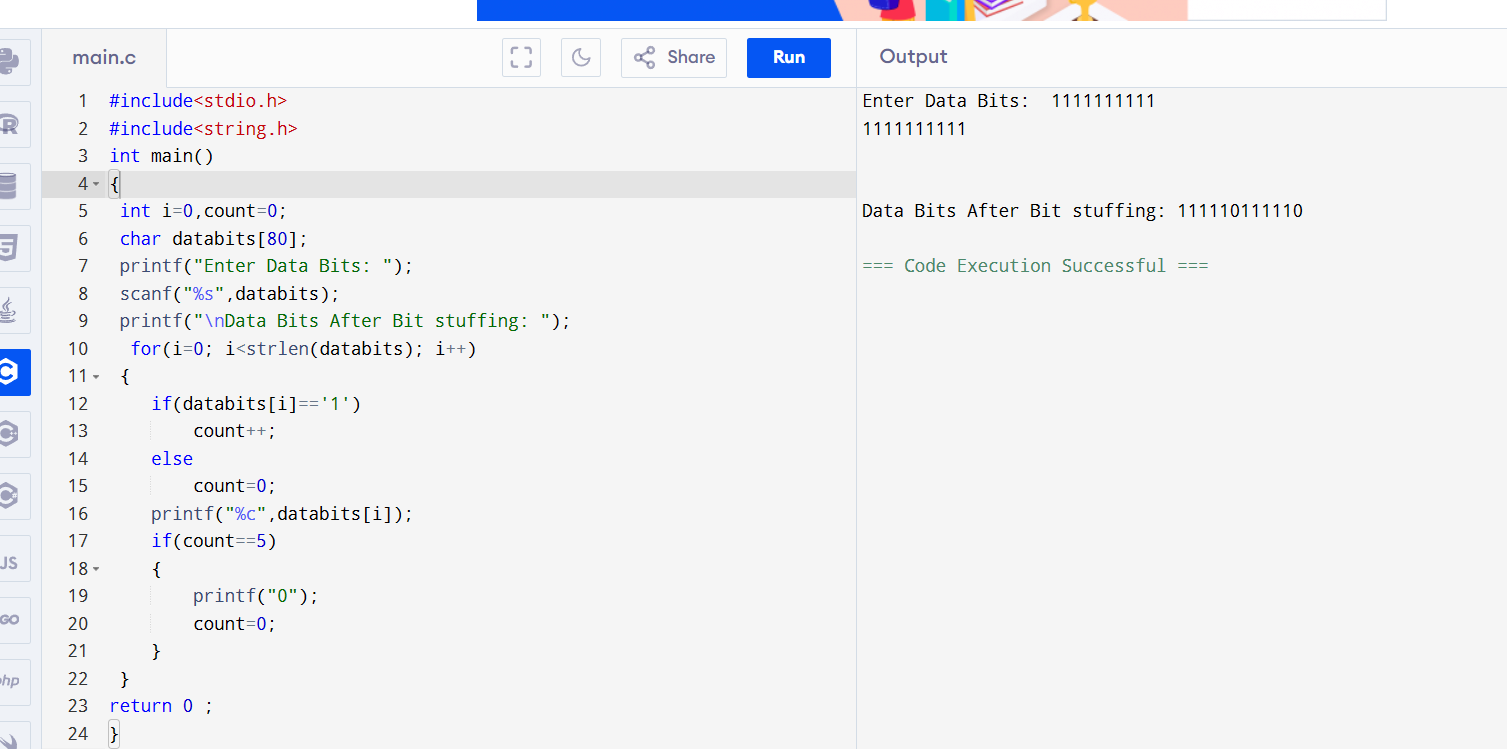 main.c
Share
Run
Output
1 #include<stdio.h>
2 #include<string.h>
3 int main()
4 {
5 int i=0,count=0;
6 char databits[80];
7 printf("Enter Data Bits: ");
8 scanf("%s",databits);
9 printf("\nData Bits After Bit stuffing: ");
10 for(i=0; i<strlen(databits); i++)
11 {
12 if(databits[i]=='1')
13 count++;
14 else
15 count=0;
16 printf("%c",databits[i]);
17 if(count==5)
18 {
19 printf("0");
20 count=0;
21 }
22 }
23 return 0 ;
24 }
Enter Data Bits:  1111111111
1111111111
Data Bits After Bit stuffing: 111110111110
=== Code Execution Successful ===
R
5
C
C
JS
GO
php